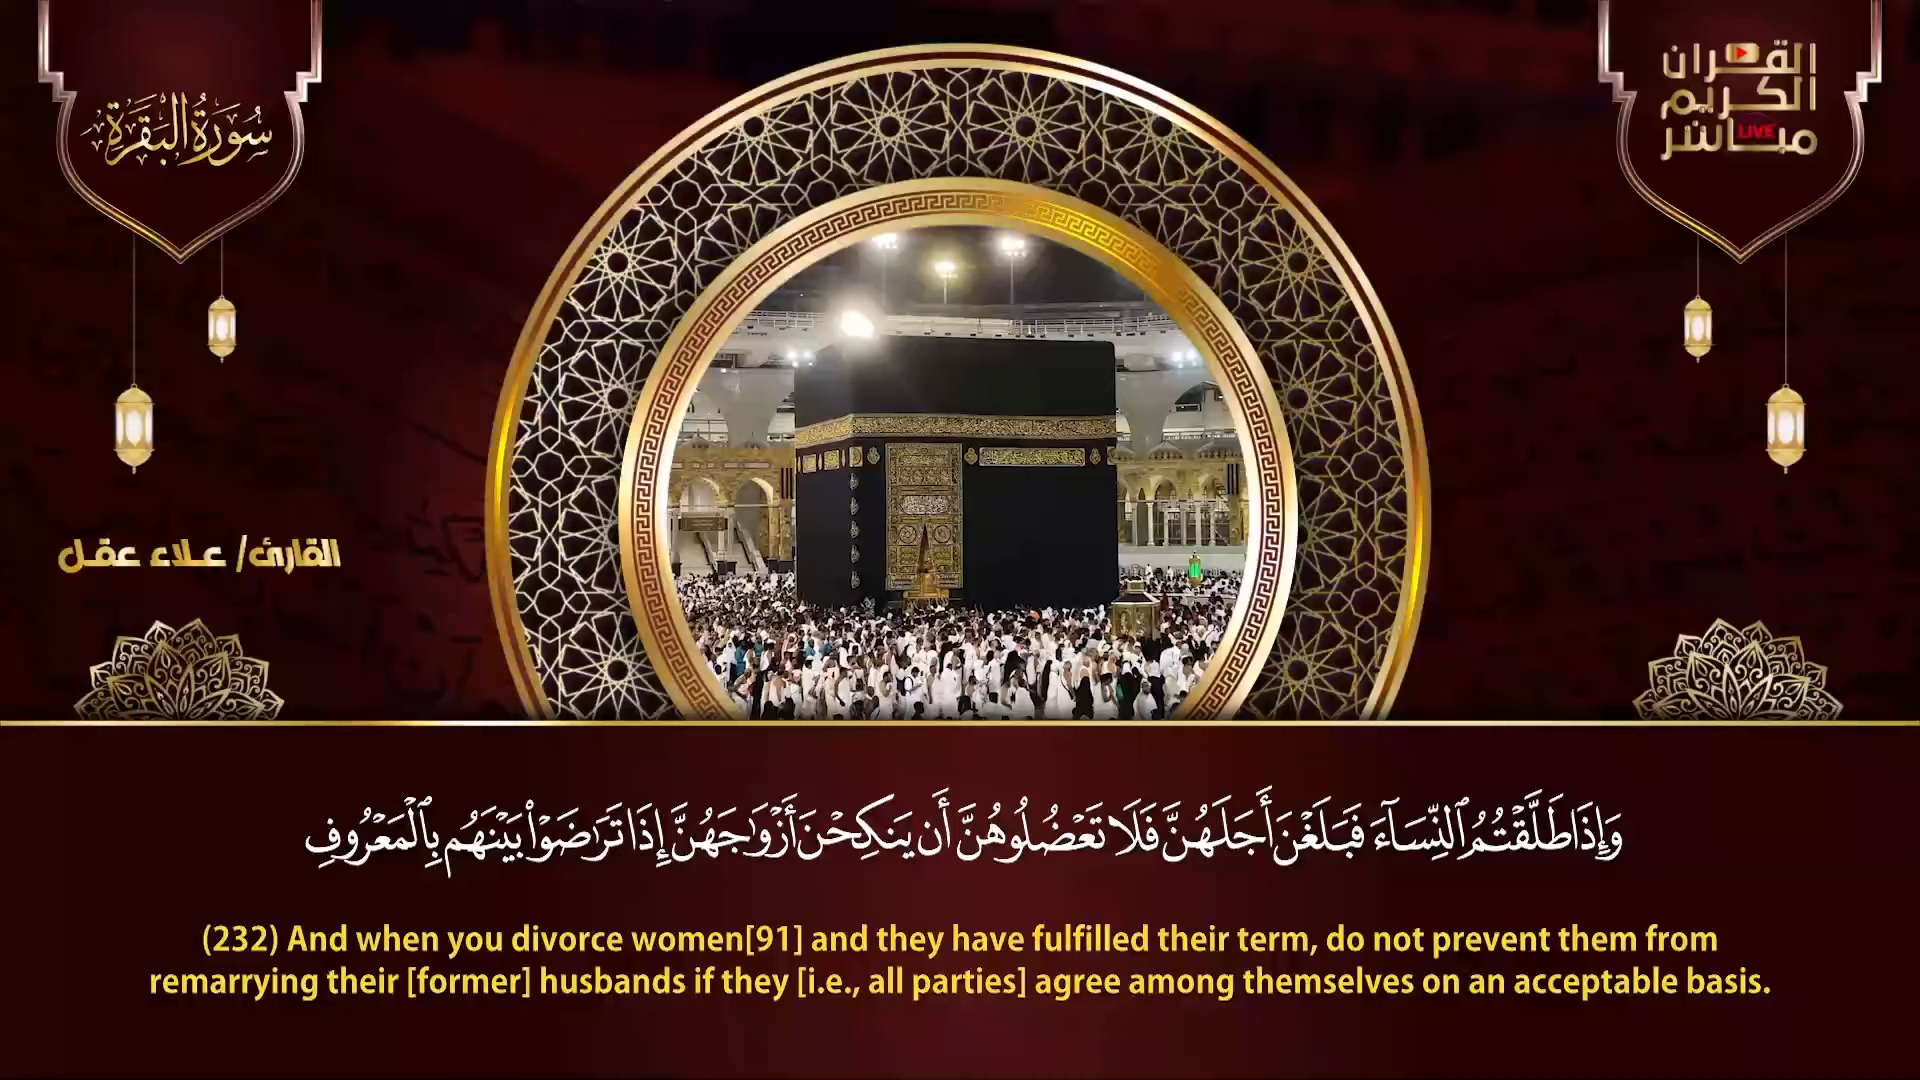 سُورَةُ البَقَرَةِ
القرآن
الكريم
مباشر
LIVE
القارئ/ علاء عقل
وَإِذَا طَلَّقْتُمُ ٱلنِّسَآءَ فَبَلَغْنَ أَجَلَهُنَّ فَلَا تَعْضُلُوهُنَّ أَن يَنكِحْنَ أَزْوَٰجَهُنَّ إِذَا تَرَٰضَوْا۟ بَيْنَهُم بِٱلْمَعْرُوفِ
(232) And when you divorce women[91] and they have fulfilled their term, do not prevent them from
remarrying their [former] husbands if they [i.e., all parties] agree among themselves on an acceptable basis.